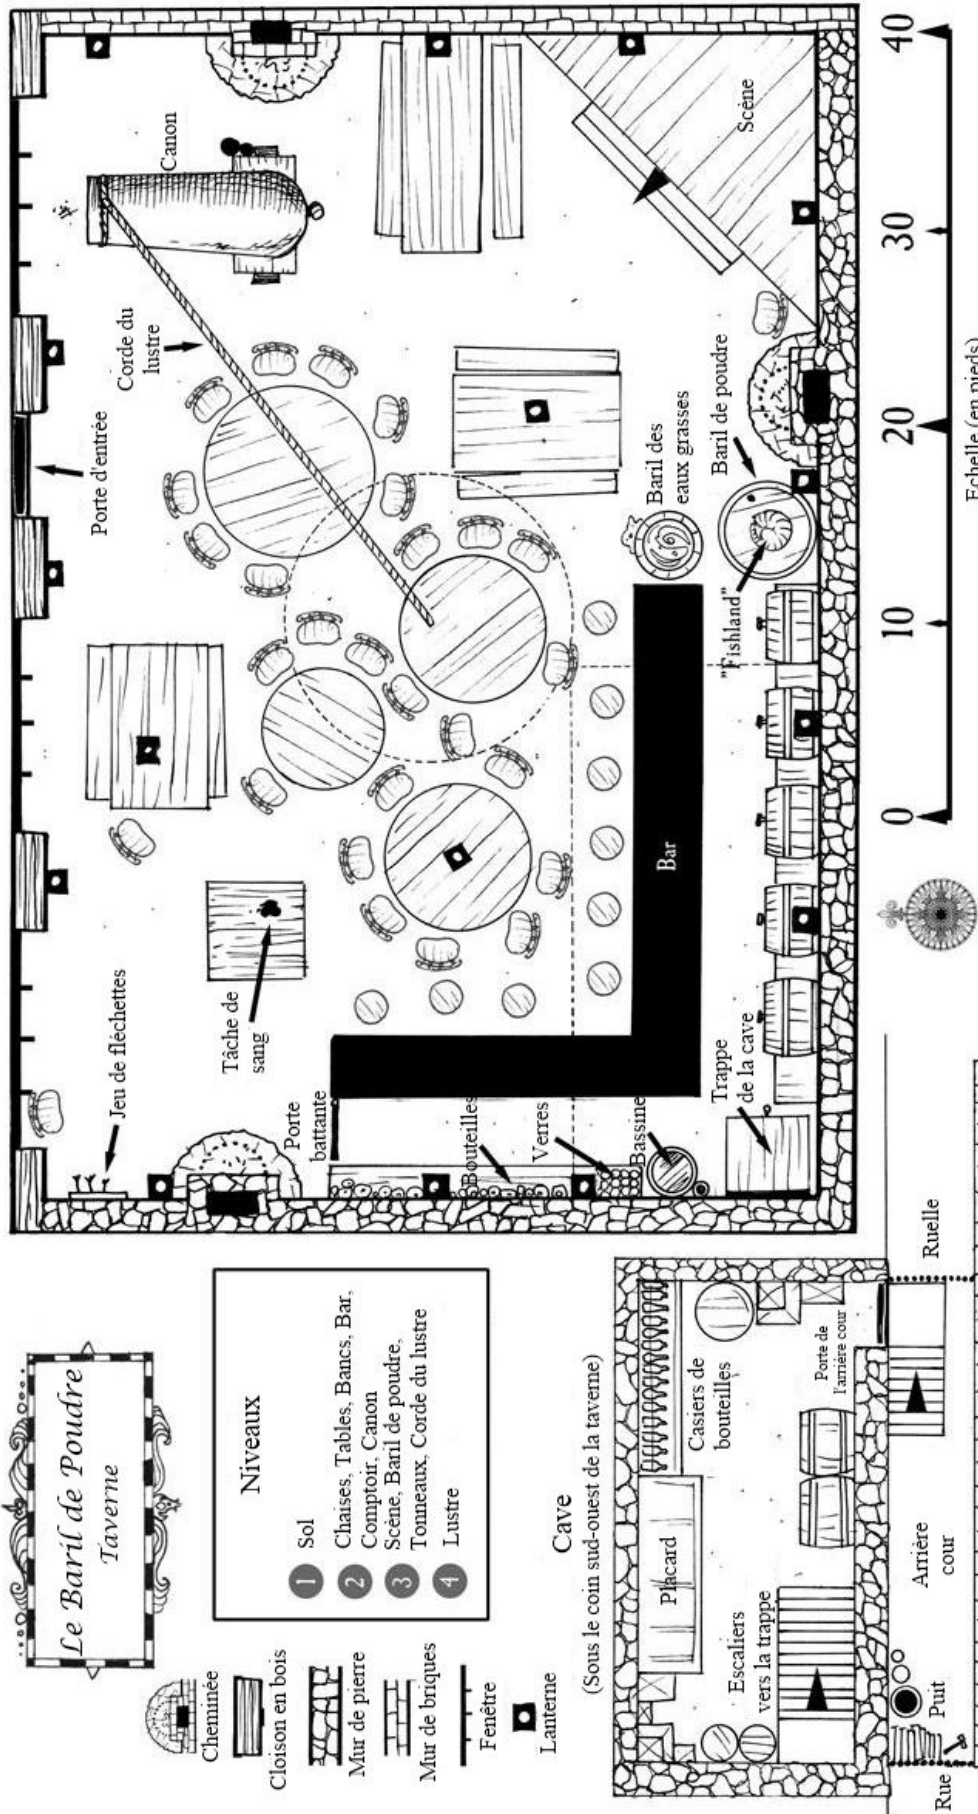 Le Baril de Poudre
Taverne
Cheminée
Cloison en bois
Mur de pierre
Mur de briques
Fenêtre
Lanterne
Niveaux
1 Sol
2 Chaises, Tables, Bancs, Bar,
Comptoir, Canon
3 Scène, Baril de poudre,
Tonneaux, Corde du lustre
4 Lustre
Cave
(Sous le coin sud-ouest de la taverne)
Placard
Casiers de
bouteilles
Escaliers
vers la trappe
Porte de
l'arrière cour
Rue
Puit
Arrière
cour
Ruelle
Jeu de fléchettes
Porte d'entrée
Corde du
lustre
Canon
Tâche de
sang
Porte
battante
Bouteilles
Verres
Bassine
Trappe
de la cave
Bar
Baril des
eaux grasses
Baril de poudre
"Fishland"
Scène
0 10 20 30 40
Echelle (en pieds)